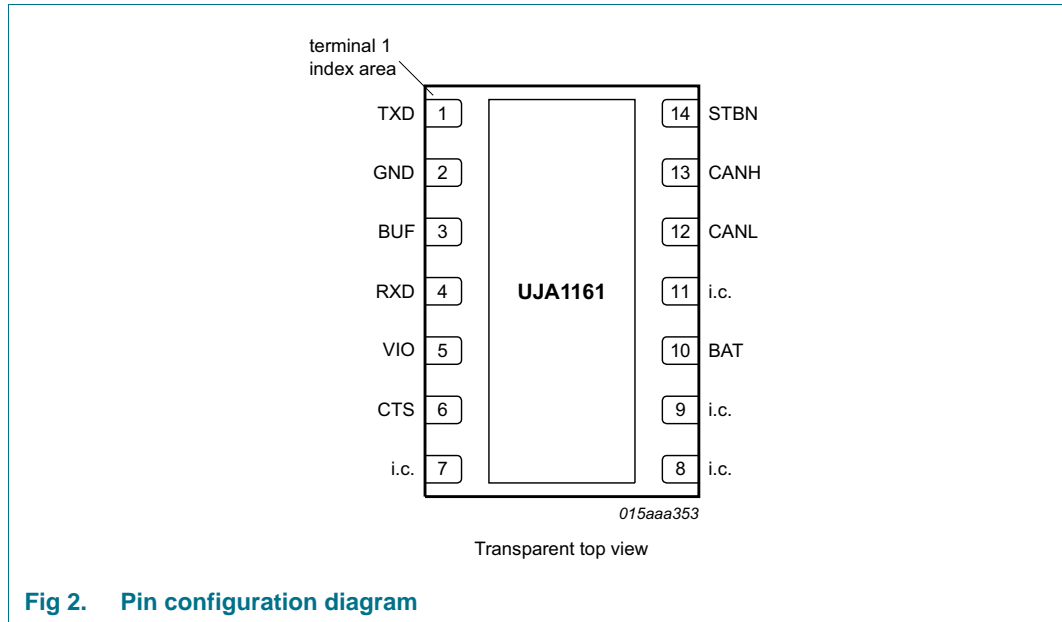 terminal 1
index area
TXD 1 14 STBN
GND 2 13 CANH
BUF 3 12 CANL
RXD 4 UJA1161 11 i.c.
VIO 5 10 BAT
CTS 6 9 i.c.
i.c. 7 8 i.c.
015aaa353
Transparent top view
Fig 2. Pin configuration diagram